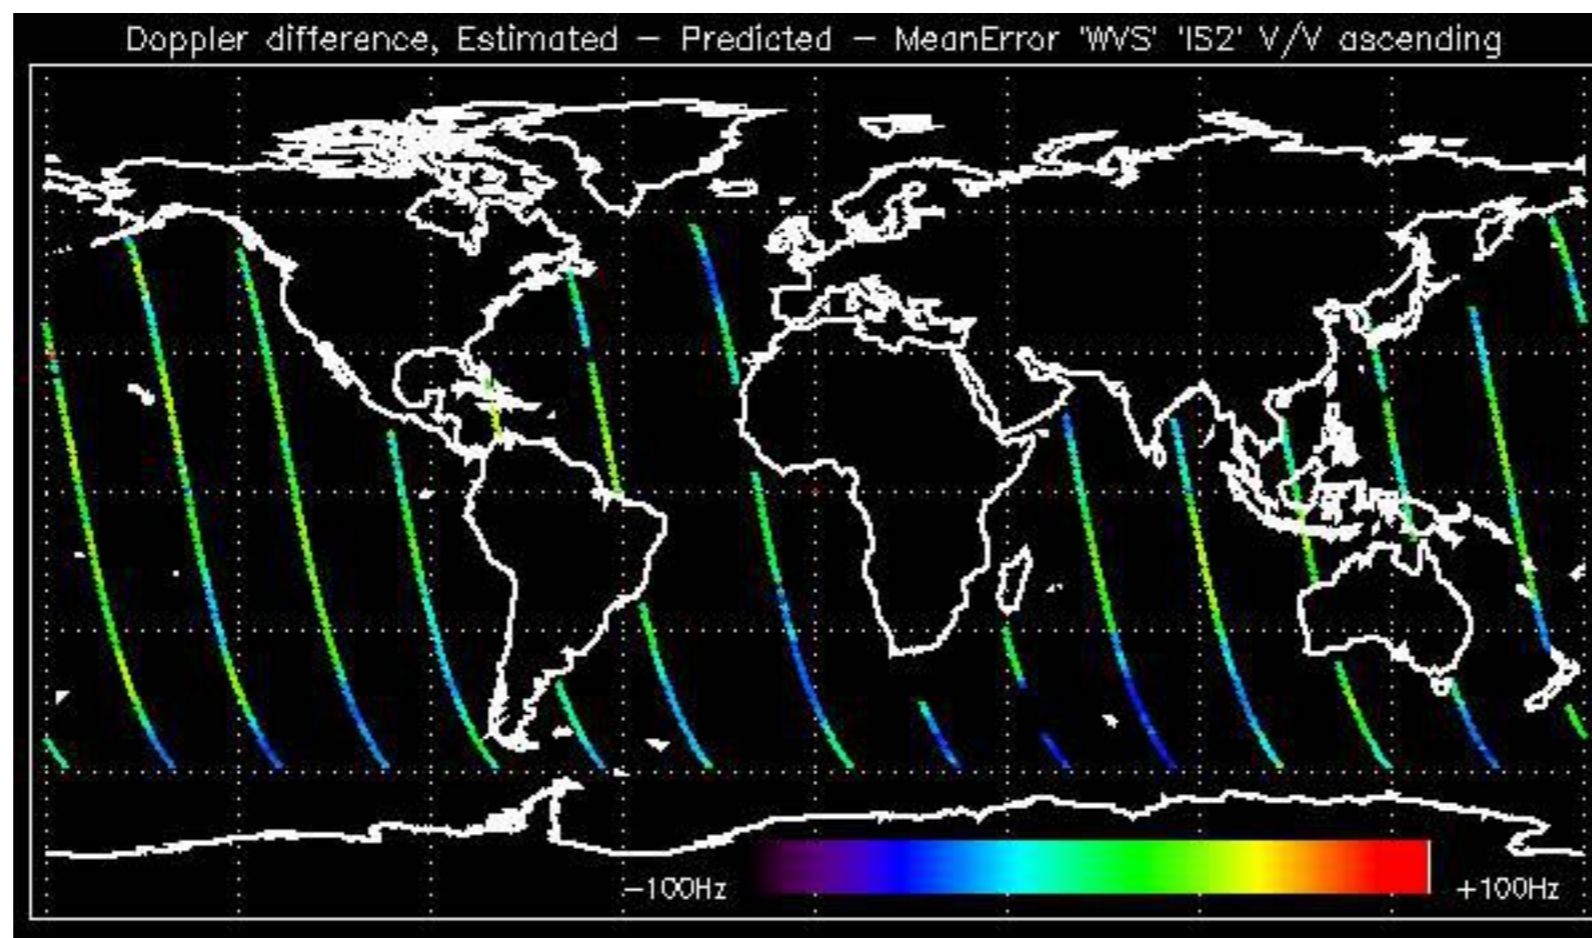 Doppler difference, Estimated — Predicted — MeanError 'WVS' 'IS2' V/V ascending
−100Hz +100Hz